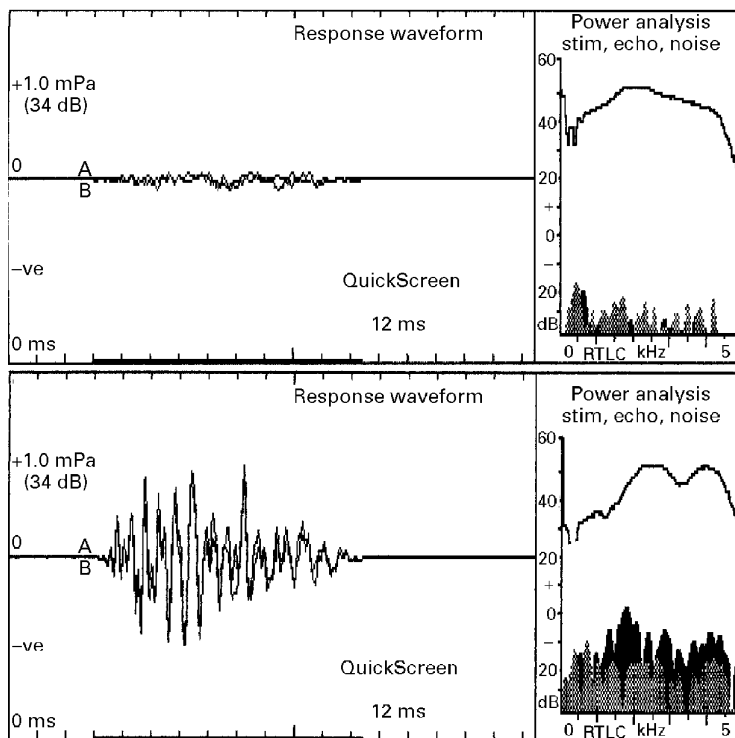 Response waveform
+1.0 mPa
(34 dB)
0
A
B
−ve
QuickScreen
12 ms
0 ms
Power analysis
stim, echo, noise
60
40
20
+
0
−
20
dB
0 RTLC kHz 5
Response waveform
+1.0 mPa
(34 dB)
0
A
B
−ve
QuickScreen
12 ms
0 ms
Power analysis
stim, echo, noise
60
40
20
+
0
−
20
dB
0 RTLC kHz 5